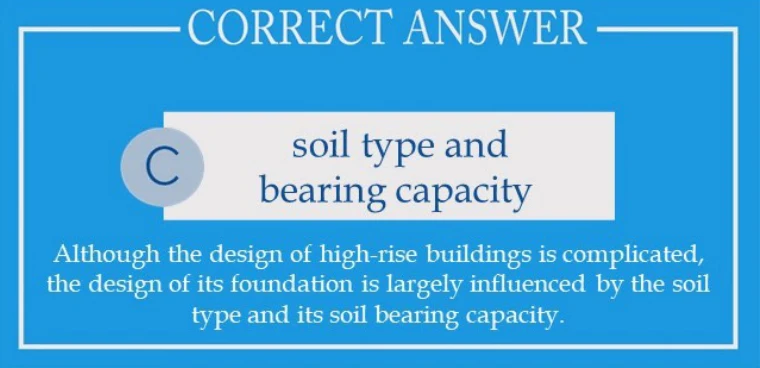 CORRECT ANSWER
C
soil type and
bearing capacity
Although the design of high-rise buildings is complicated,
the design of its foundation is largely influenced by the soil
type and its soil bearing capacity.